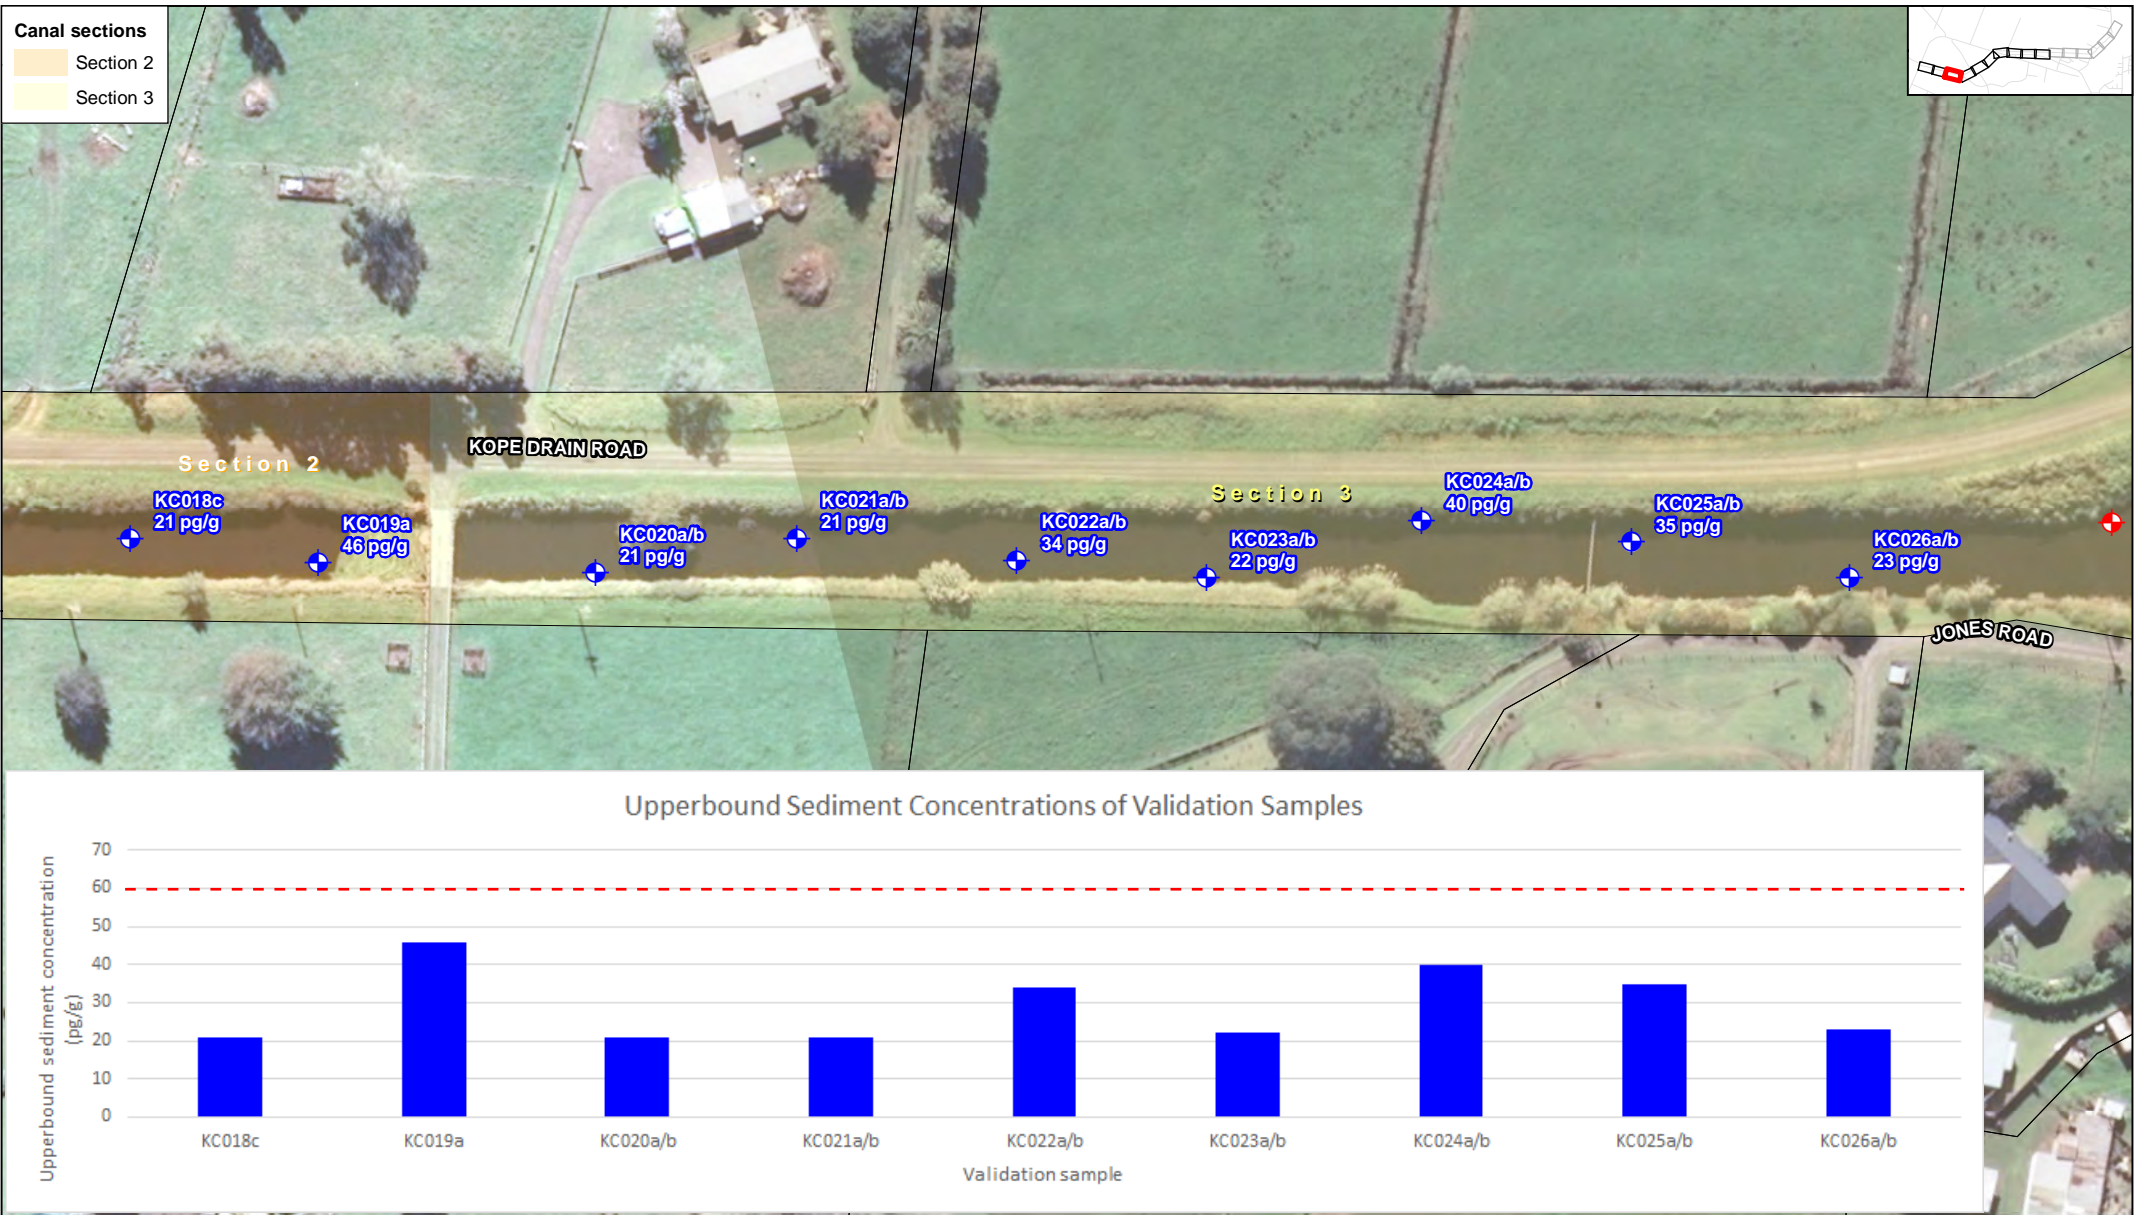 Canal sections
Section 2
Section 3
KOPE DRAIN ROAD
Section 2
KC018c
21 pg/g
KC019a
46 pg/g
KC020a/b
21 pg/g
KC021a/b
21 pg/g
KC022a/b
34 pg/g
Section 3
KC023a/b
22 pg/g
KC024a/b
40 pg/g
KC025a/b
35 pg/g
KC026a/b
23 pg/g
JONES ROAD
Upperbound Sediment Concentrations of Validation Samples
Upperbound sediment concentration
(pg/g)
70
60
50
40
30
20
10
0
KC018c
KC019a
KC020a/b
KC021a/b
KC022a/b
KC023a/b
KC024a/b
KC025a/b
KC026a/b
Validation sample